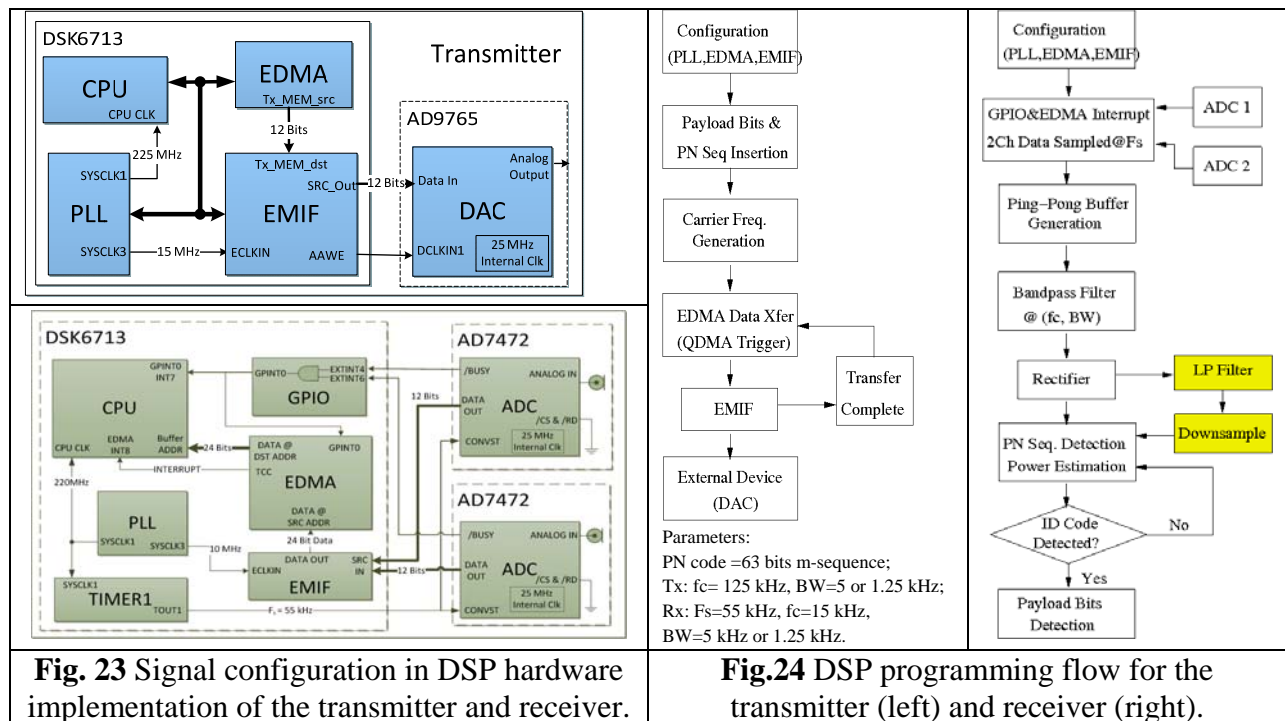 DSK6713
Transmitter
CPU
CPU CLK
EDMA
Tx_MEM_src
12 Bits
225 MHz
SYSCLK1
PLL
SYSCLK3
15 MHz
Tx_MEM_dst
SRC_Out
EMIF
ECLKIN
AAWE
12 Bits
AD9765
Analog
Output
Data In
DAC
DCLKIN1
25 MHz
Internal Clk
DSK6713
GPINT0
INT7
CPU
CPU CLK
EDMA
INT8
Buffer
ADDR
GPINT0
EXTINT4
EXTINT6
GPIO
24 Bits
DATA @
DST ADDR
GPINT0
TCC
INTERRUPT
EDMA
DATA @
SRC ADDR
220MHz
PLL
SYSCLK1
SYSCLK3
10 MHz
24 Bit Data
DATA OUT
SRC
IN
ECLKIN
EMIF
SYSCLK1
TIMER1
TOUT1
Fs = 55 kHz
12 Bits
12 Bits
AD7472
/BUSY
ANALOG IN
DATA
OUT
ADC
/CS & /RD
CONVST
25 MHz
Internal Clk
AD7472
/BUSY
ANALOG IN
DATA
OUT
ADC
/CS & /RD
CONVST
25 MHz
Internal Clk
Fig. 23 Signal configuration in DSP hardware
implementation of the transmitter and receiver.
Configuration
(PLL,EDMA,EMIF)
Payload Bits &
PN Seq Insertion
Carrier Freq.
Generation
EDMA Data Xfer
(QDMA Trigger)
Transfer
Complete
EMIF
External Device
(DAC)
Parameters:
PN code =63 bits m-sequence;
Tx: fc= 125 kHz, BW=5 or 1.25 kHz;
Rx: Fs=55 kHz, fc=15 kHz,
BW=5 kHz or 1.25 kHz.
Configuration
(PLL,EDMA,EMIF)
GPIO&EDMA Interrupt
2Ch Data Sampled@Fs
ADC 1
ADC 2
Ping-Pong Buffer
Generation
Bandpass Filter
@ (fc, BW)
Rectifier
LP Filter
Downsample
PN Seq. Detection
Power Estimation
ID Code
Detected?
No
Yes
Payload Bits
Detection
Fig.24 DSP programming flow for the
transmitter (left) and receiver (right).